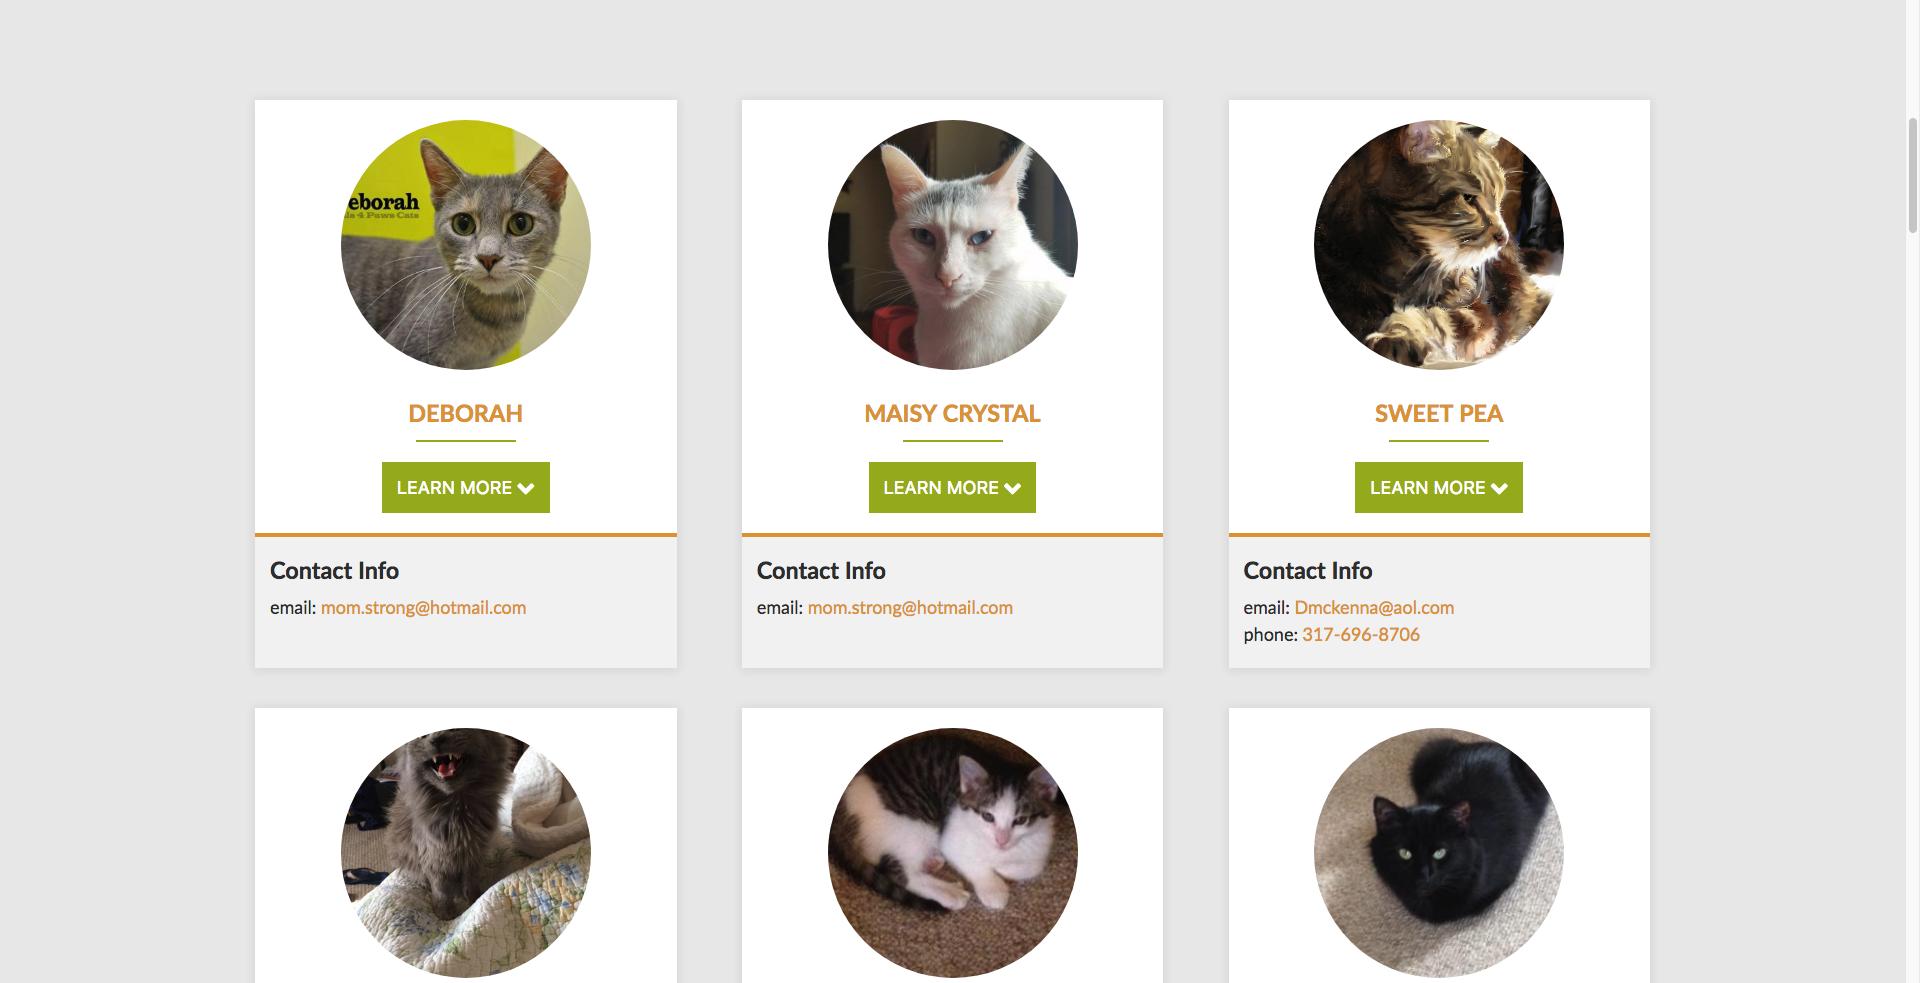 eborah
4 Paws Cats
DEBORAH
LEARN MORE
Contact Info
email: mom.strong@hotmail.com
MAISY CRYSTAL
LEARN MORE
Contact Info
email: mom.strong@hotmail.com
SWEET PEA
LEARN MORE
Contact Info
email: Dmckenna@aol.com
phone: 317-696-8706